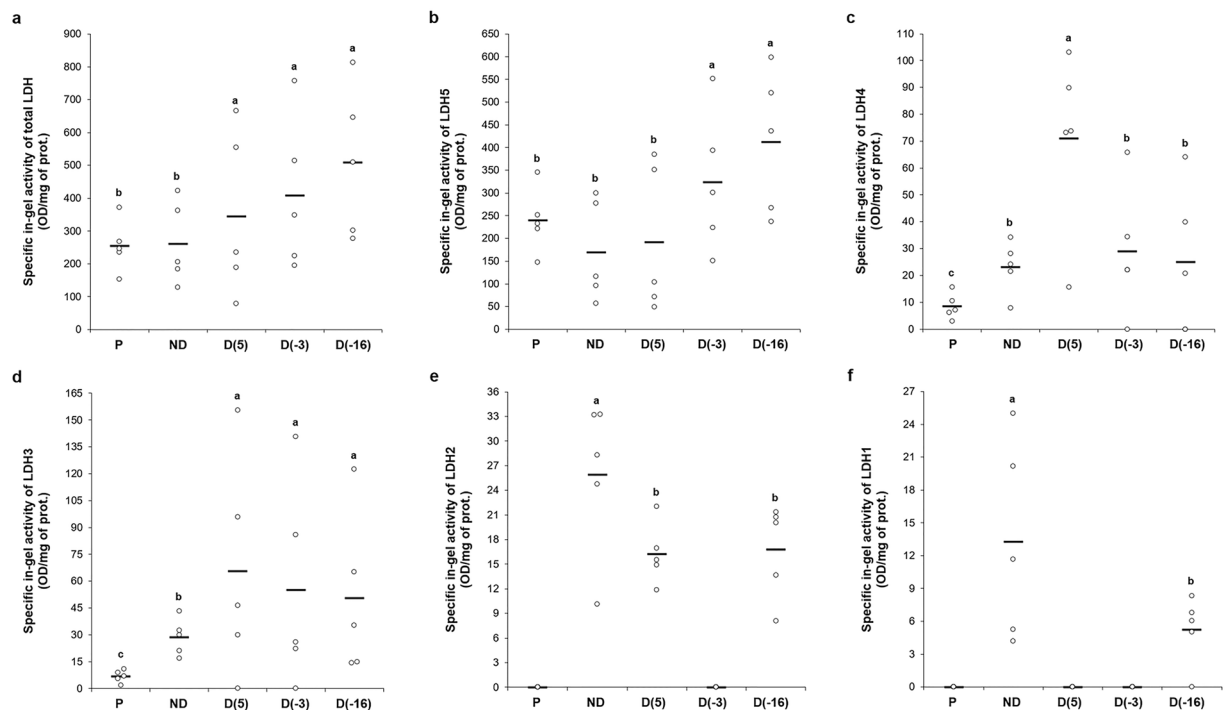 a
Specific in-gel activity of total LDH
(OD/mg of prot.)
900
800
700
600
500
400
300
200
100
0
b
b
a
a
a
P ND D(5) D(-3) D(-16)
b
Specific in-gel activity of LDH5
(OD/mg of prot.)
650
600
550
500
450
400
350
300
250
200
150
100
50
0
b
b
b
a
a
P ND D(5) D(-3) D(-16)
c
Specific in-gel activity of LDH4
(OD/mg of prot.)
110
100
90
80
70
60
50
40
30
20
10
0
c
b
a
b
b
P ND D(5) D(-3) D(-16)
d
Specific in-gel activity of LDH3
(OD/mg of prot.)
165
150
135
120
105
90
75
60
45
30
15
0
c
b
a
a
a
P ND D(5) D(-3) D(-16)
e
Specific in-gel activity of LDH2
(OD/mg of prot.)
36
33
30
27
24
21
18
15
12
9
6
3
0
a
b
b
P ND D(5) D(-3) D(-16)
f
Specific in-gel activity of LDH1
(OD/mg of prot.)
27
24
21
18
15
12
9
6
3
0
a
b
P ND D(5) D(-3) D(-16)